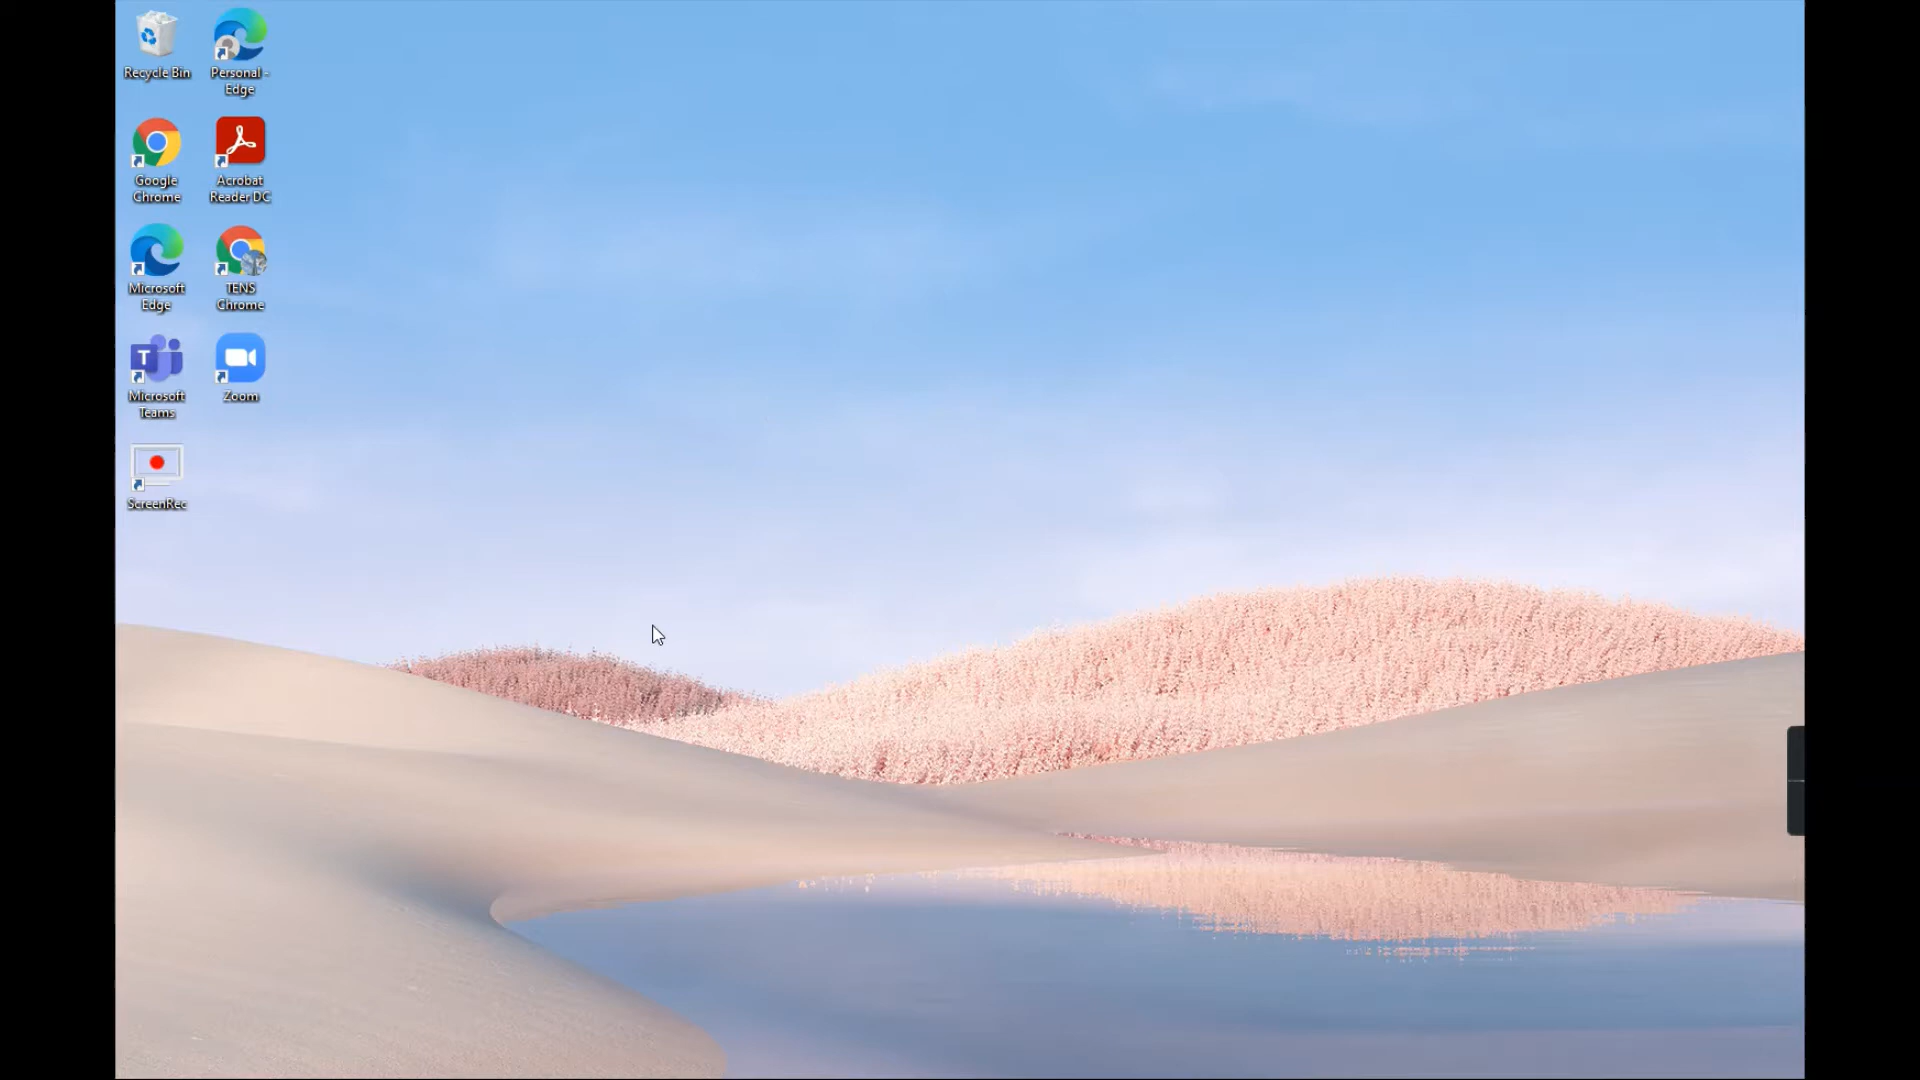 Recycle Bin
Personal -
Edge
Google
Chrome
Acrobat
Reader DC
Microsoft
Edge
TENS
Chrome
T
Microsoft
Teams
Zoom
ScreenRec